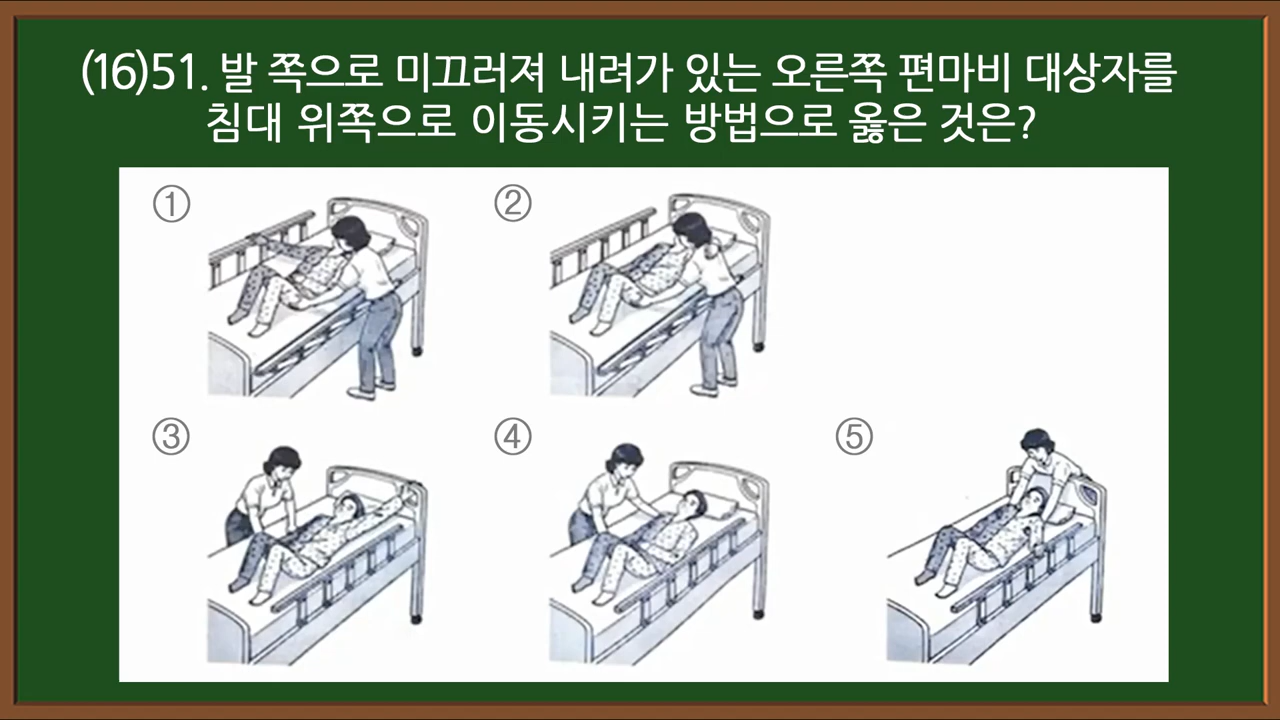 (16)51. 발 쪽으로 미끄러져 내려가 있는 오른쪽 편마비 대상자를
침대 위쪽으로 이동시키는 방법으로 옳은 것은?
①
②
③
④
⑤